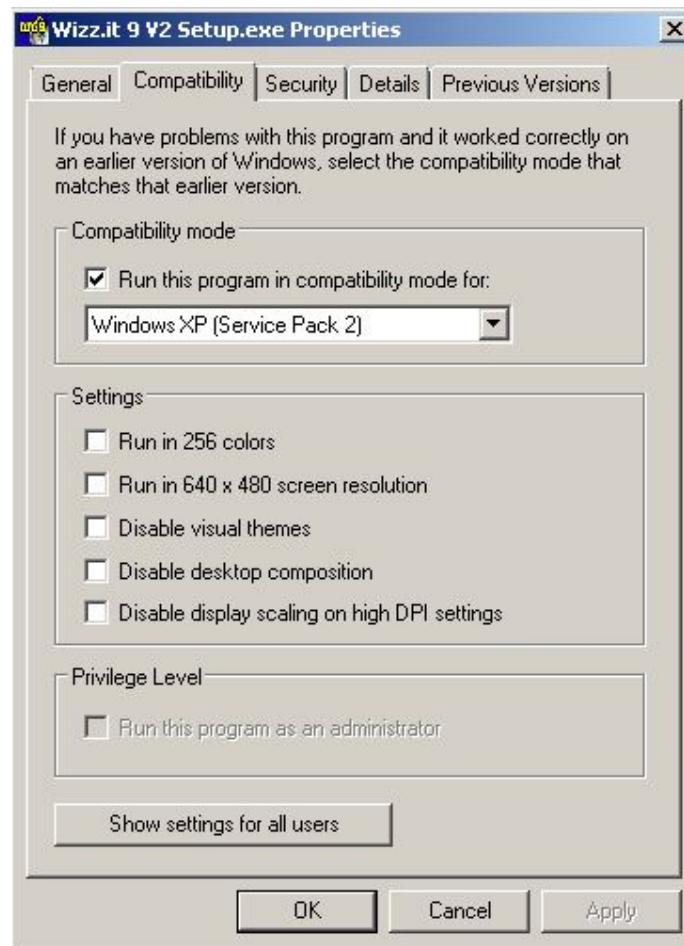 Wizz.it 9 V2 Setup.exe Properties
General Compatibility Security Details Previous Versions
If you have problems with this program and it worked correctly on
an earlier version of Windows, select the compatibility mode that
matches that earlier version.
Compatibility mode
Run this program in compatibility mode for:
Windows XP (Service Pack 2)
Settings
Run in 256 colors
Run in 640 x 480 screen resolution
Disable visual themes
Disable desktop composition
Disable display scaling on high DPI settings
Privilege Level
Run this program as an administrator
Show settings for all users
OK Cancel Apply